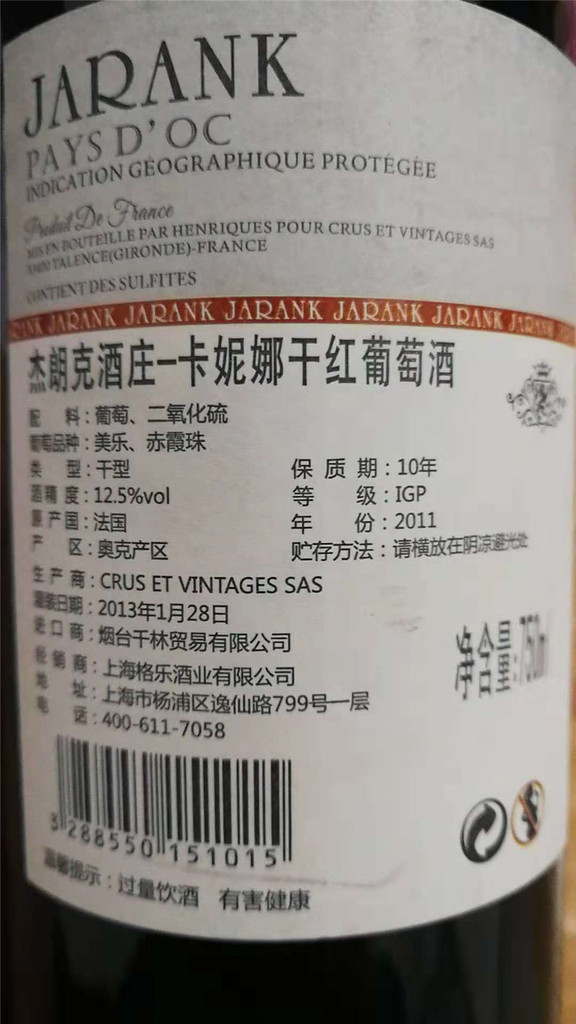 JARANK
PAYS D'OC
INDICATION GÉOGRAPHIQUE PROTÉGÉE
Produit De France
MIS EN BOUTEILLE PAR HENRIQUES POUR CRUS ET VINTAGES SAS
TALENCE(GIRONDE)-FRANCE
CONTIENT DES SULFITES
JARANK JARANK JARANK JARANK JARANK
杰朗克酒庄-卡妮娜干红葡萄酒
配 料:葡萄、二氧化硫
葡萄品种:美乐、赤霞珠
类 型:干型 保 质 期:10年
酒精 度:12.5%vol 等 级:IGP
原产国:法国 年 份:2011
产 区:奥克产区 贮存方法:请横放在阴凉避光处
生 产 商:CRUS ET VINTAGES SAS
灌装日期:2013年1月28日
进 口 商:烟台干林贸易有限公司
经 销 商:上海格乐酒业有限公司
地 址:上海市杨浦区逸仙路799号一层
电 话:400-611-7058
净含量:750ml
3 288550 151015
温馨提示:过量饮酒 有害健康